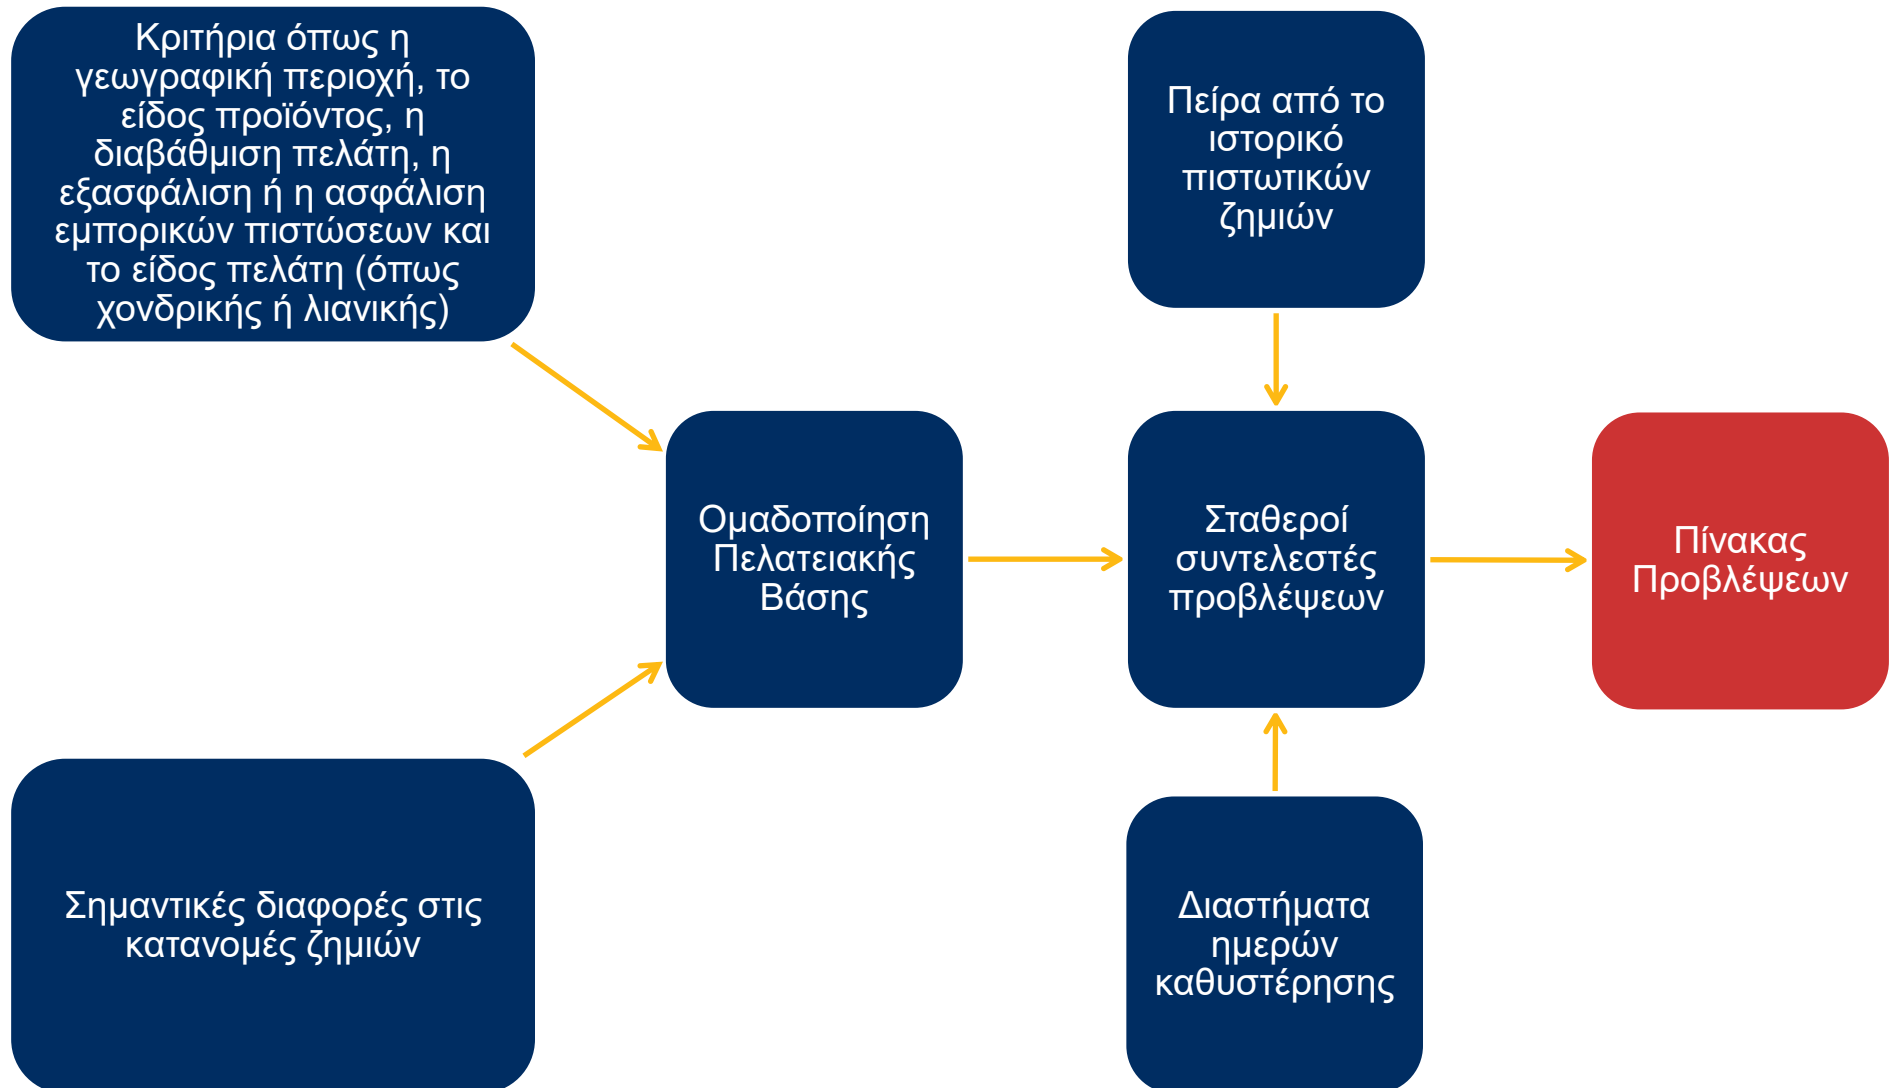 Κριτήρια όπως η
γεωγραφική περιοχή, το
είδος προϊόντος, η
διαβάθμιση πελάτη, η
εξασφάλιση ή η ασφάλιση
εμπορικών πιστώσεων και
το είδος πελάτη (όπως
χονδρικής ή λιανικής)
Σημαντικές διαφορές στις
κατανομές ζημιών
Ομαδοποίηση
Πελατειακής
Βάσης
Πείρα από το
ιστορικό
πιστωτικών
ζημιών
Σταθεροί
συντελεστές
προβλέψεων
Διαστήματα
ημερών
καθυστέρησης
Πίνακας
Προβλέψεων